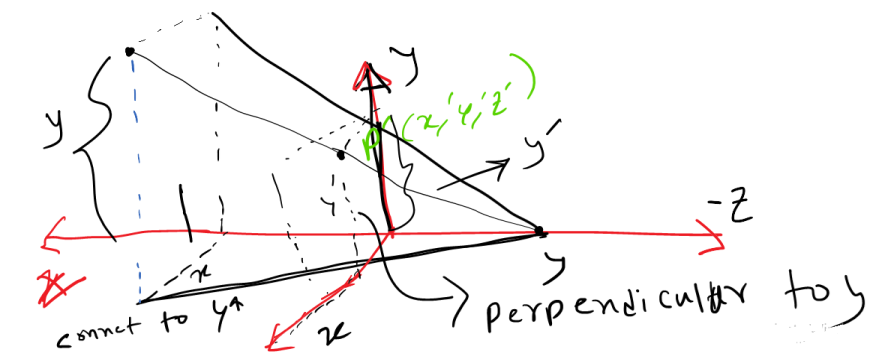 y
P'(x,'y,'z')
y
y'
-z
x
y
connect to y*
x
perpendicular to y